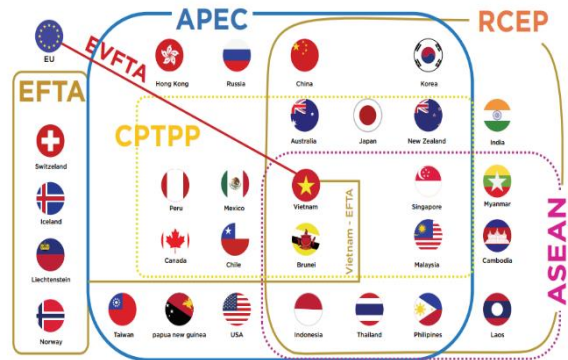 APEC
RCEP
EU
EVFTA
Hong Kong
Russia
China
Korea
EFTA
CPTPP
Australia
Japan
New Zealand
India
Switzeland
Peru
Mexico
Vietnam
Singapore
Myanmar
Iceland
Vietnam - EFTA
ASEAN
Canada
Chile
Brunei
Malaysia
Cambodia
Liechtenstein
Norway
Taiwan
papua new guinea
USA
Indonesia
Thailand
Philipines
Laos